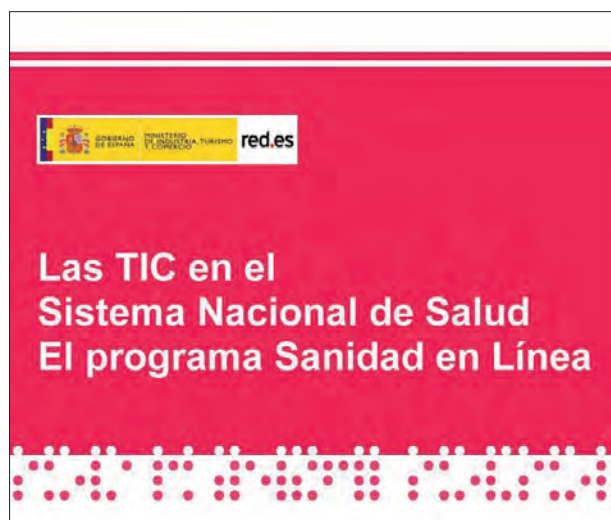 GOBIERNO
DE ESPAÑA
MINISTERIO
DE INDUSTRIA, TURISMO
Y COMERCIO
red.es
Las TIC en el
Sistema Nacional de Salud
El programa Sanidad en Línea